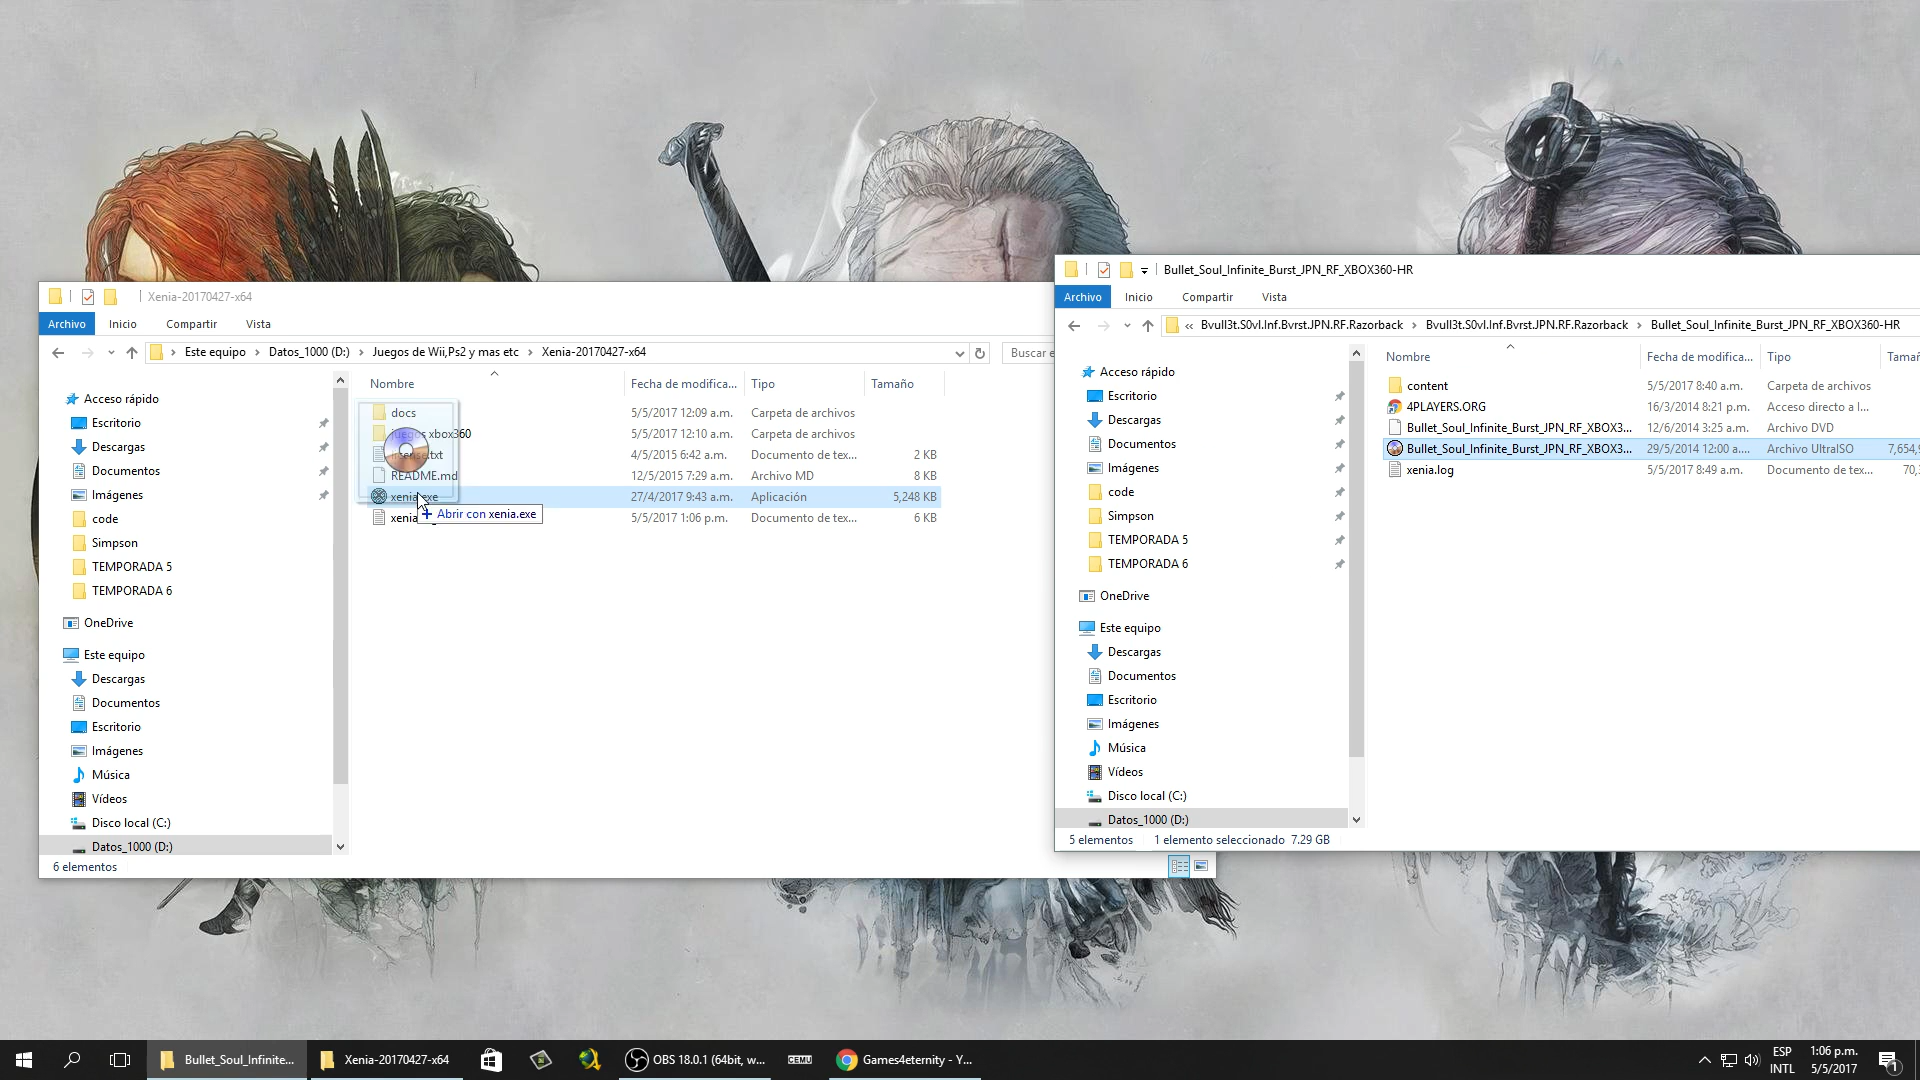 Xenia-20170427-x64
Archivo Inicio Compartir Vista
Este equipo > Datos_1000 (D:) > Juegos de Wii,Ps2 y mas etc > Xenia-20170427-x64
Buscar e
Acceso rápido
Escritorio
Descargas
Documentos
Imágenes
code
Simpson
TEMPORADA 5
TEMPORADA 6
OneDrive
Este equipo
Descargas
Documentos
Escritorio
Imágenes
Música
Vídeos
Disco local (C:)
Datos_1000 (D:)
6 elementos
Nombre Fecha de modifica... Tipo Tamaño
docs 5/5/2017 12:09 a.m. Carpeta de archivos
juegos xbox360 5/5/2017 12:10 a.m. Carpeta de archivos
license.txt 4/5/2015 6:42 a.m. Documento de tex... 2 KB
README.md 12/5/2015 7:29 a.m. Archivo MD 8 KB
xenia.exe 27/4/2017 9:43 a.m. Aplicación 5,248 KB
xenia 5/5/2017 1:06 p.m. Documento de tex... 6 KB
+ Abrir con xenia.exe
Bullet_Soul_Infinite_Burst_JPN_RF_XBOX360-HR
Archivo Inicio Compartir Vista
« Bvull3t.S0vl.Inf.Bvrst.JPN.RF.Razorback > Bvull3t.S0vl.Inf.Bvrst.JPN.RF.Razorback > Bullet_Soul_Infinite_Burst_JPN_RF_XBOX360-HR
Acceso rápido
Escritorio
Descargas
Documentos
Imágenes
code
Simpson
TEMPORADA 5
TEMPORADA 6
OneDrive
Este equipo
Descargas
Documentos
Escritorio
Imágenes
Música
Vídeos
Disco local (C:)
Datos_1000 (D:)
5 elementos 1 elemento seleccionado 7.29 GB
Nombre Fecha de modifica... Tipo
content 5/5/2017 8:40 a.m. Carpeta de archivos
4PLAYERS.ORG 16/3/2014 8:21 p.m. Acceso directo a I...
Bullet_Soul_Infinite_Burst_JPN_RF_XBOX3... 12/6/2014 3:25 a.m. Archivo DVD
Bullet_Soul_Infinite_Burst_JPN_RF_XBOX3... 29/5/2014 12:00 a.... Archivo UltraISO 7,654,
xenia.log 5/5/2017 8:49 a.m. Documento de tex... 70,
Bullet_Soul_Infinite...
Xenia-20170427-x64
OBS 18.0.1 (64bit, w...
CEMU
Games4eternity - Y...
ESP
INTL
1:06 p.m.
5/5/2017
1